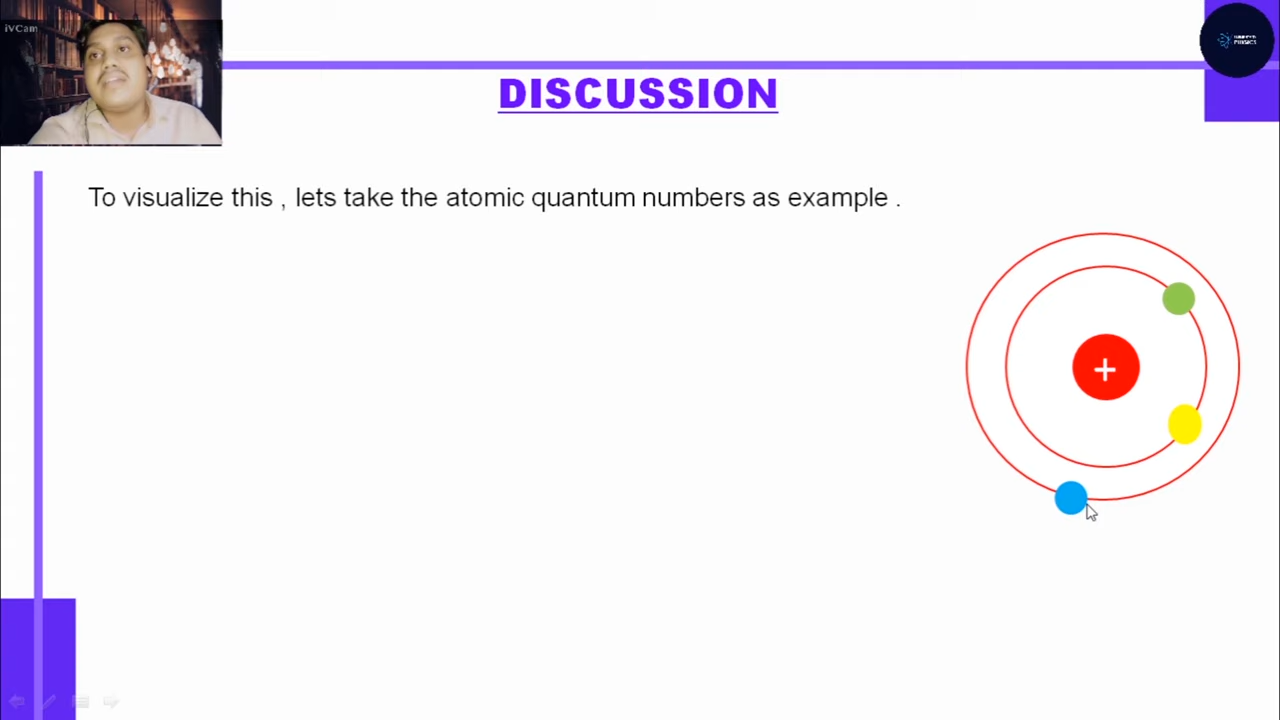 iVCam
DISCUSSION
To visualize this , lets take the atomic quantum numbers as example .
+